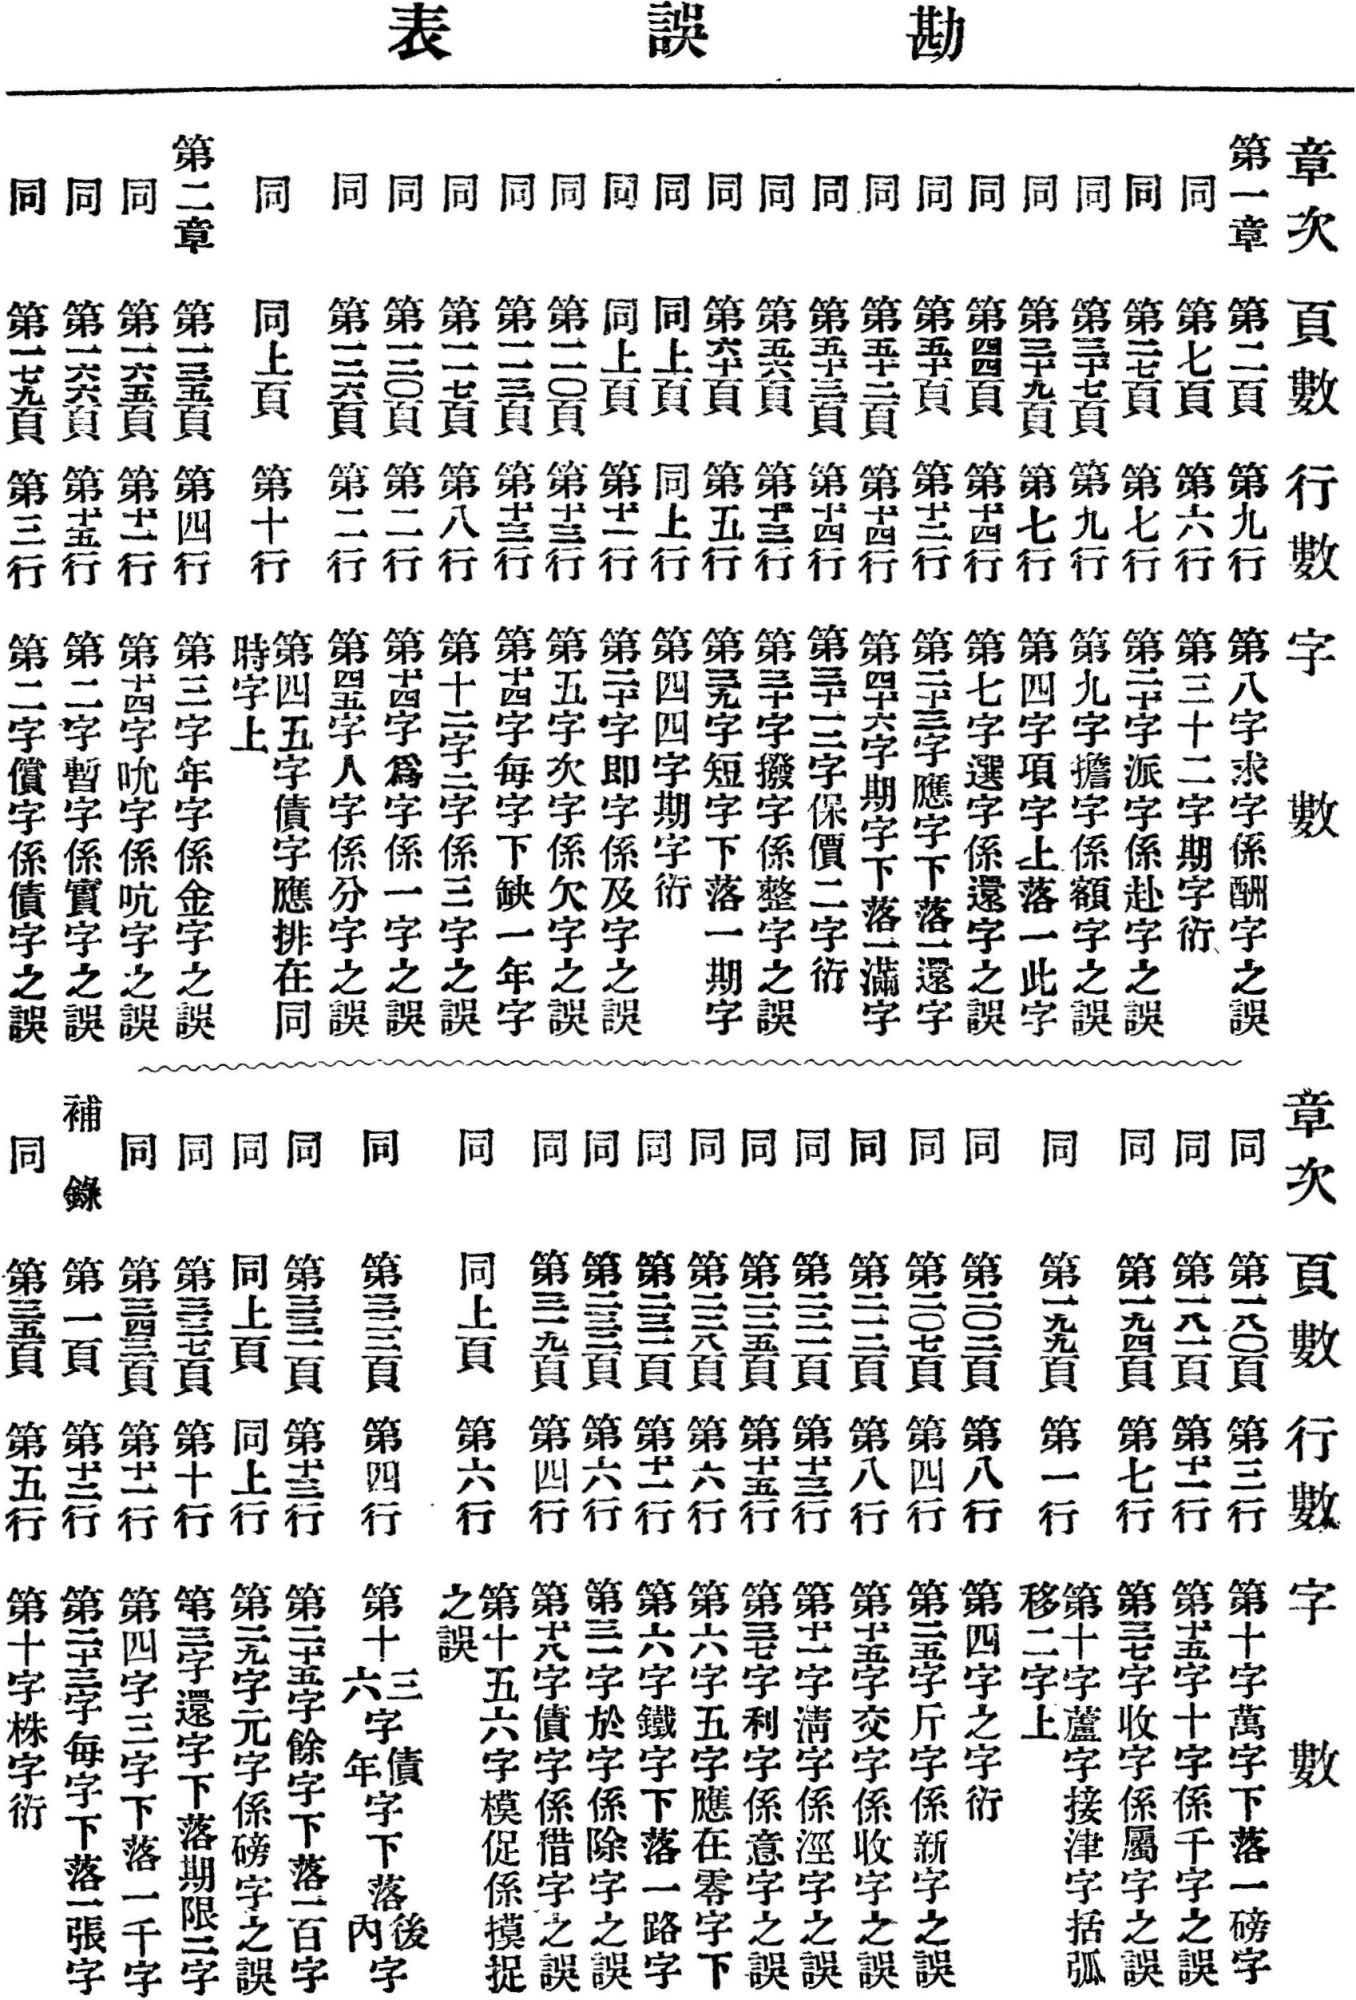 勘誤表
章次 頁數 行數 字數
第一章 第二頁 第九行 第八字求字係酬字之誤
同 第七頁 第六行 第三十二字期字衍
同 第二七頁 第七行 第二十字派字係赴字之誤
同 第三十七頁 第九行 第九字擔字係額字之誤
同 第三十九頁 第七行 第四字項字上落一此字
同 第四四頁 第十四行 第七字選字係還字之誤
同 第五十頁 第十二行 第二十三字應字下落一還字
同 第五十二頁 第十四行 第四十六字期字下落一滿字
同 第五十三頁 第十四行 第三十一二字保價二字衍
同 第五六頁 第十三行 第三十字撥字係整字之誤
同 第六十頁 第五行 第三九字短字下落一期字
同 同上頁 同上行 第四四字期字衍
同 同上頁 第十一行 第二十字即字係及字之誤
同 第一一〇頁 第十三行 第五字次字係欠字之誤
同 第一一三頁 第十三行 第十四字每字下缺一年字
同 第一一七頁 第八行 第十二字二字係三字之誤
同 第一三〇頁 第二行 第十四字爲字係一字之誤
同 第一三六頁 第二行 第四五字人字係分字之誤
同 同上頁 第十行 第四五字債字應排在同
時字上
第二章 第一三五頁 第四行 第三字年字係金字之誤
同 第一六五頁 第十一行 第十四字吮字係吭字之誤
同 第一六六頁 第十五行 第二字暫字係實字之誤
同 第一七九頁 第三行 第二字償字係債字之誤
章次 頁數 行數 字數
同 第一八〇頁 第三行 第十字萬字下落一磅字
同 第一八一頁 第十一行 第十五字十字係千字之誤
同 第一九四頁 第七行 第三七字收字係屬字之誤
同 第一九九頁 第一行 第十字蘆字接津字括弧
移二字上
同 第二〇二頁 第八行 第四字之字衍
同 第二〇七頁 第四行 第二五字斤字係新字之誤
同 第二一二頁 第八行 第十五字交字係收字之誤
同 第二二一頁 第十三行 第十一字淸字係涇字之誤
同 第二二五頁 第十五行 第三七字利字係意字之誤
同 第二二八頁 第六行 第六字五字應在零字下
同 第二三一頁 第十一行 第六字鐵字下落一路字
同 第二三二頁 第六行 第三一字於字係除字之誤
同 第三一九頁 第四行 第十八字債字係借字之誤
同 同上頁 第六行 第十五六字模促係摸捉
之誤
同 第三二三頁 第四行 第十三六字債年字下落後內字
同 第三三二頁 第十三行 第二十五字餘字下落一百字
同 同上頁 同上行 第二九字元字係磅字之誤
同 第三三七頁 第十行 第三字還字下落期限二字
同 第三四三頁 第十一行 第四字三字下落一千字
補錄 第一頁 第十三行 第二十三字每字下落一張字
同 第三五頁 第五行 第十字株字衍